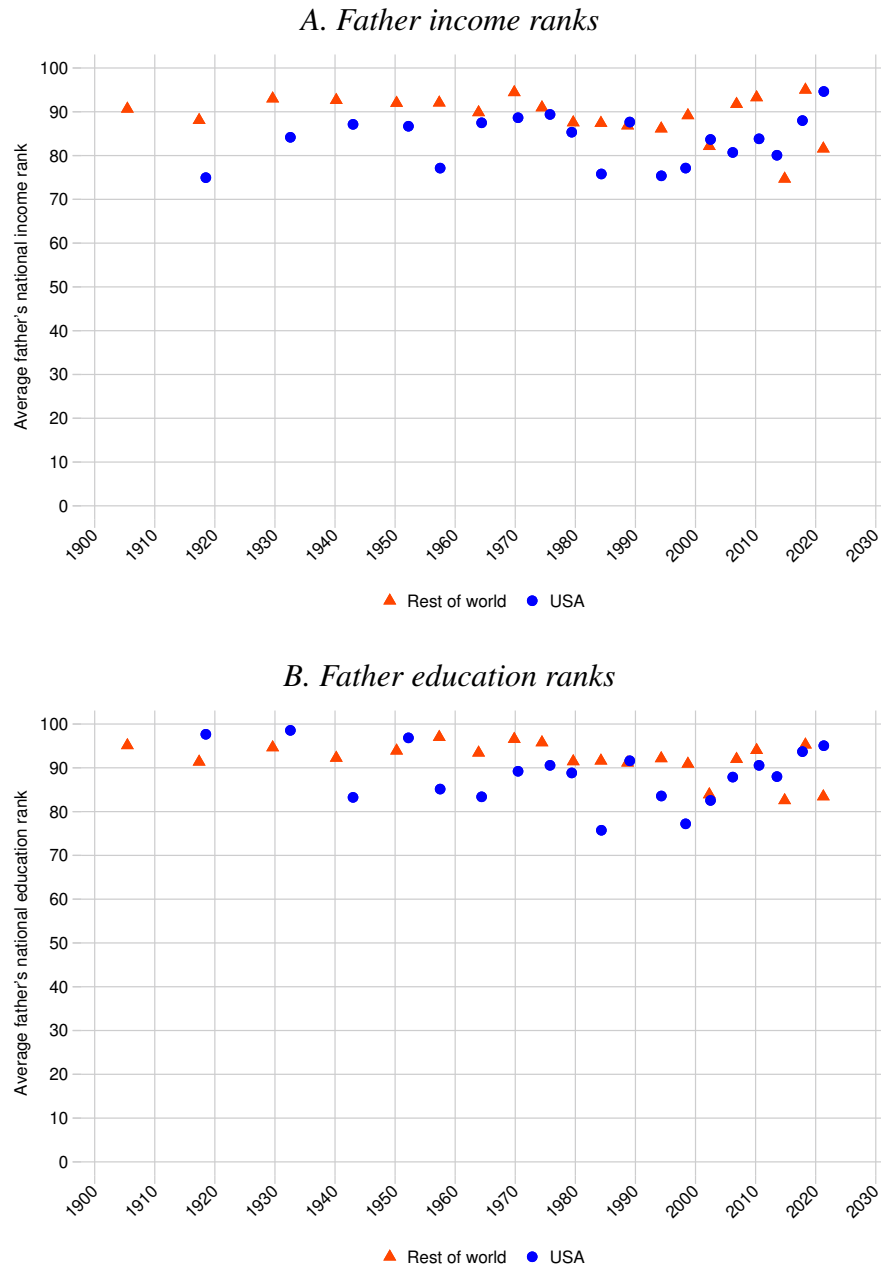 A. Father income ranks
Average father's national income rank
100
90
80
70
60
50
40
30
20
10
0
1900 1910 1920 1930 1940 1950 1960 1970 1980 1990 2000 2010 2020 2030
Rest of world USA
B. Father education ranks
Average father's national education rank
100
90
80
70
60
50
40
30
20
10
0
1900 1910 1920 1930 1940 1950 1960 1970 1980 1990 2000 2010 2020 2030
Rest of world USA